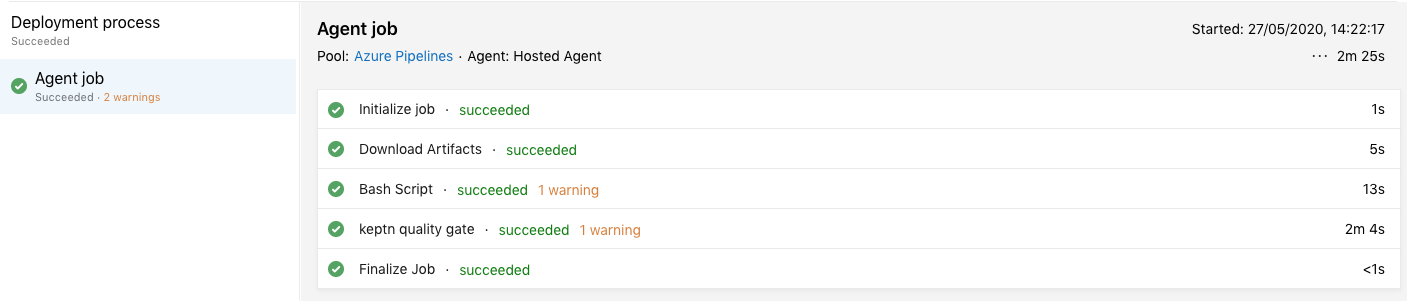 Deployment process
Succeeded
Agent job
Succeeded · 2 warnings
Agent job
Started: 27/05/2020, 14:22:17
Pool: Azure Pipelines · Agent: Hosted Agent
··· 2m 25s
Initialize job · succeeded 1s
Download Artifacts · succeeded 5s
Bash Script · succeeded 1 warning 13s
keptn quality gate · succeeded 1 warning 2m 4s
Finalize Job · succeeded <1s